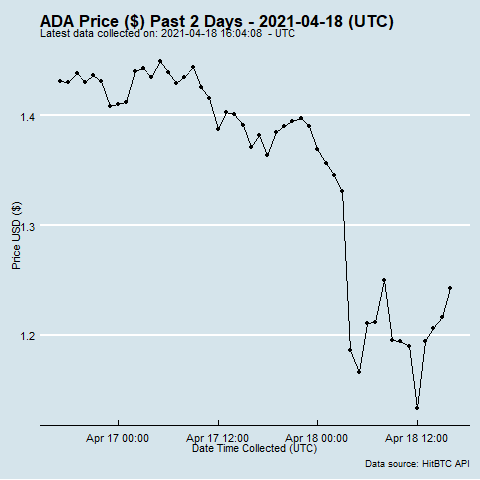 ADA Price ($) Past 2 Days - 2021-04-18 (UTC)
Latest data collected on: 2021-04-18 16:04:08  - UTC
1.4
1.3
1.2
Price USD ($)
Apr 17 00:00 Apr 17 12:00 Apr 18 00:00 Apr 18 12:00
Date Time Collected (UTC)
Data source: HitBTC API